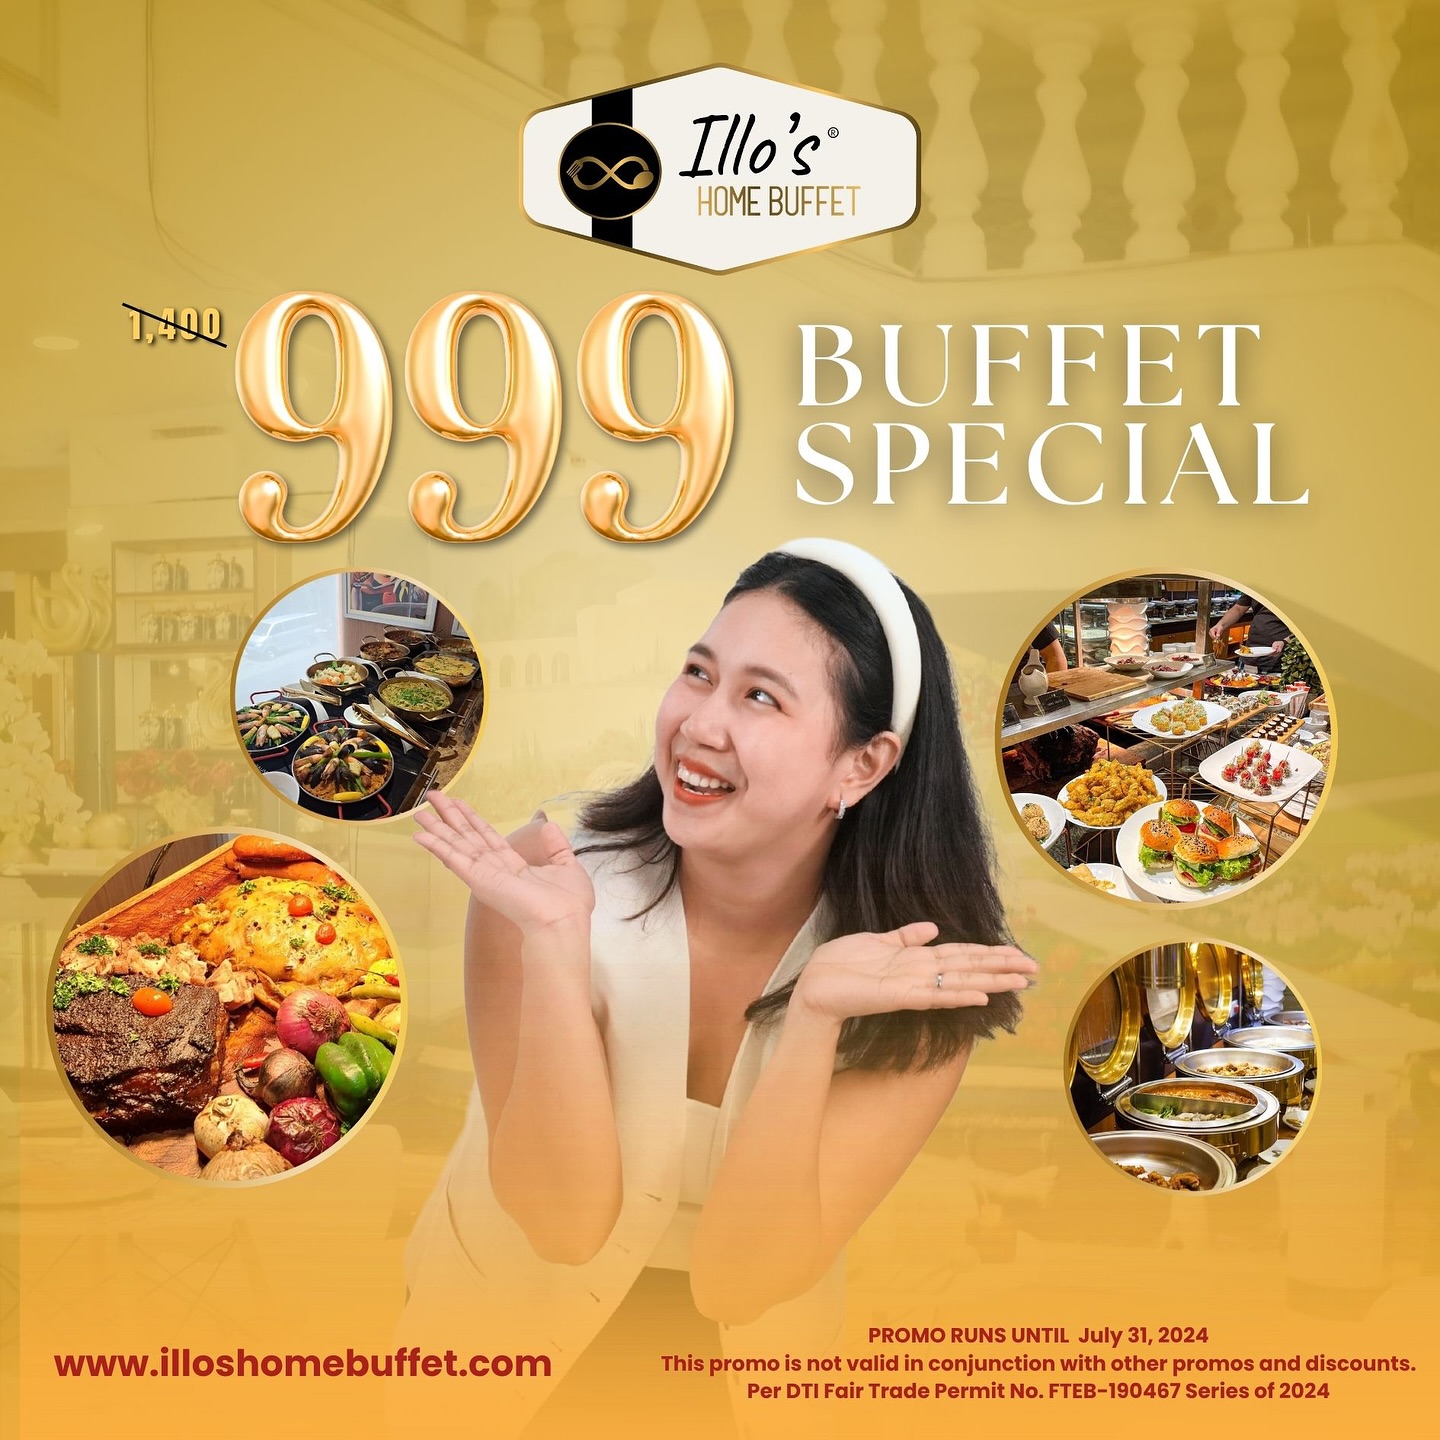 Illo's®
HOME BUFFET
1,400
999
BUFFET
SPECIAL
www.illoshomebuffet.com
PROMO RUNS UNTIL July 31, 2024
This promo is not valid in conjunction with other promos and discounts.
Per DTI Fair Trade Permit No. FTEB-190467 Series of 2024